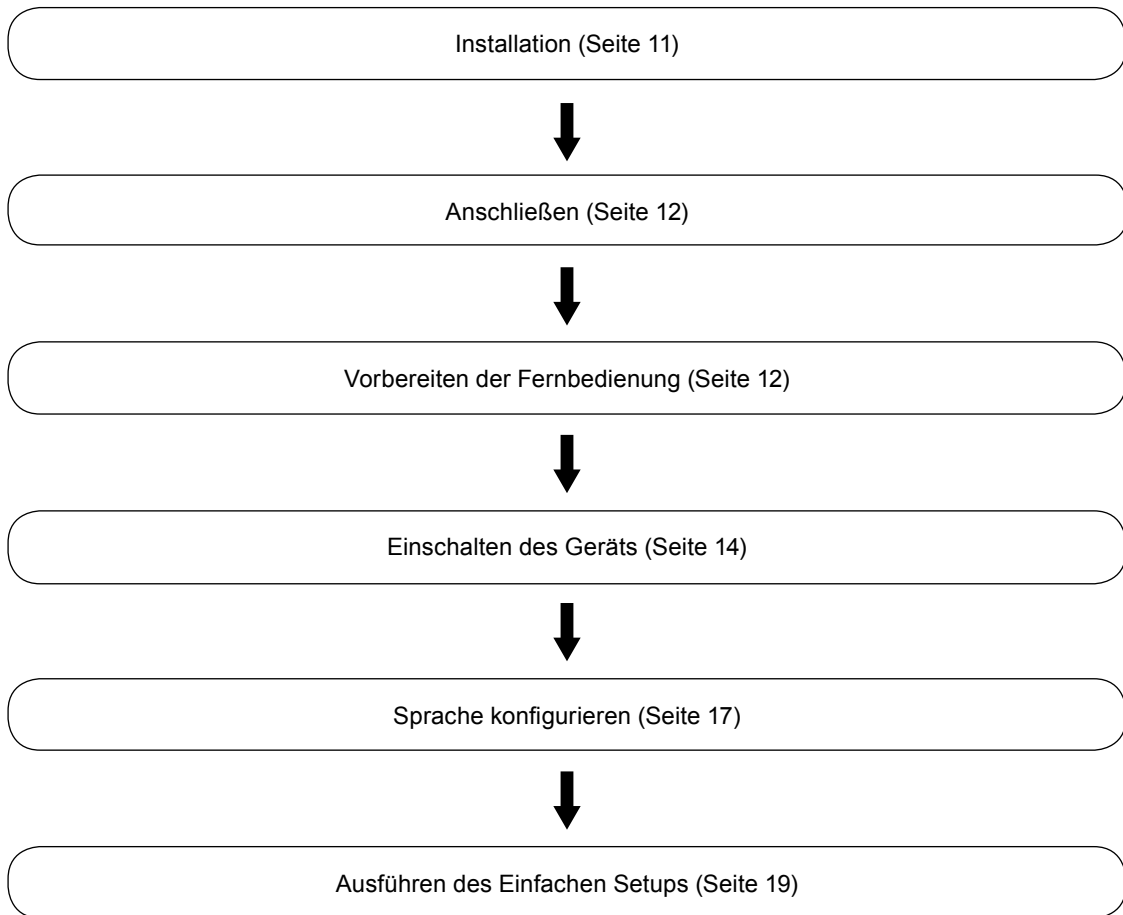 Installation (Seite 11)
Anschließen (Seite 12)
Vorbereiten der Fernbedienung (Seite 12)
Einschalten des Geräts (Seite 14)
Sprache konfigurieren (Seite 17)
Ausführen des Einfachen Setups (Seite 19)